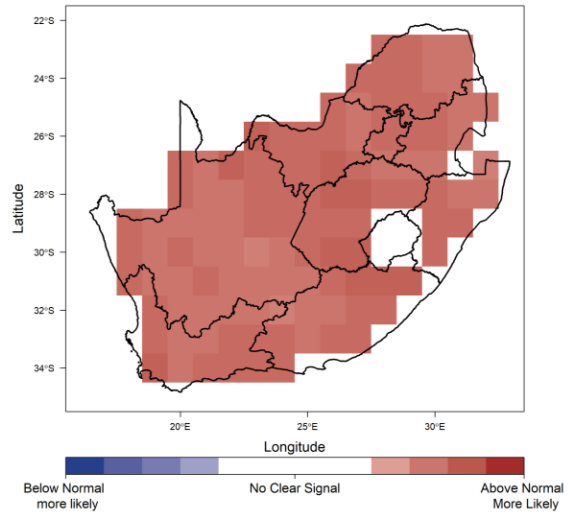 22°S
24°S
26°S
28°S
30°S
32°S
34°S
Latitude
20°E
25°E
30°E
Longitude
Below Normal
more likely
No Clear Signal
Above Normal
More Likely